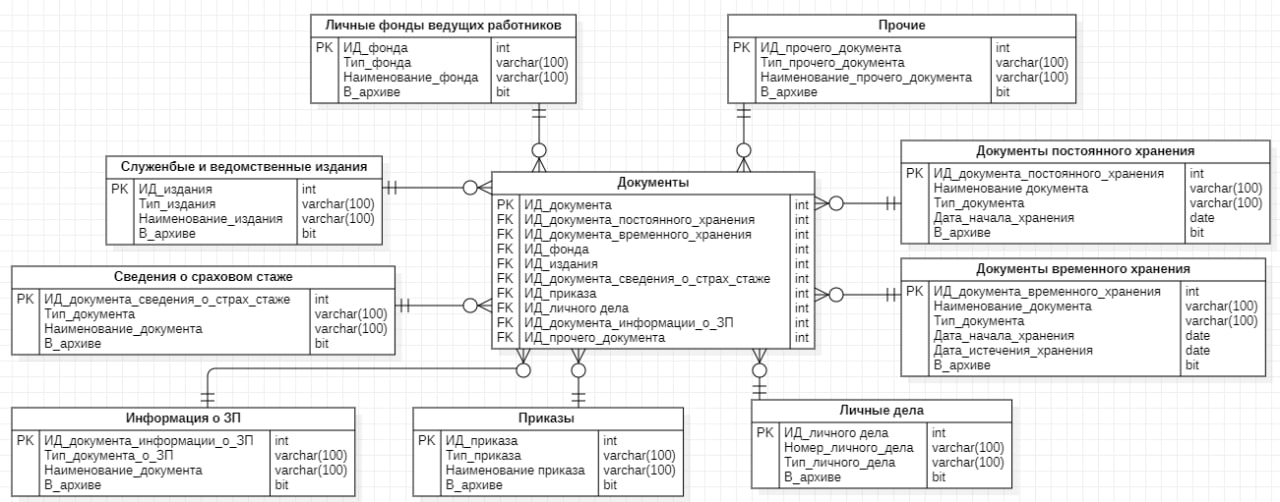 Личные фонды ведущих работников
PK ИД_фонда int
Тип_фонда varchar(100)
Наименование_фонда varchar(100)
В_архиве bit
Прочие
PK ИД_прочего_документа int
Тип_прочего_документа varchar(100)
Наименование_прочего_документа varchar(100)
В_архиве bit
Служенбые и ведомственные издания
PK ИД_издания int
Тип_издания varchar(100)
Наименование_издания varchar(100)
В_архиве bit
Документы
PK ИД_документа int
FK ИД_документа_постоянного_хранения int
FK ИД_документа_временного_хранения int
FK ИД_фонда int
FK ИД_издания int
FK ИД_документа_сведения_о_страх_стаже int
FK ИД_приказа int
FK ИД_личного дела int
FK ИД_документа_информации_о_ЗП int
FK ИД_прочего_документа int
Документы постоянного хранения
PK ИД_документа_постоянного_хранения int
Наименование документа varchar(100)
Тип_документа varchar(100)
Дата_начала_хранения date
В_архиве bit
Сведения о сраховом стаже
PK ИД_документа_сведения_о_страх_стаже int
Тип_документа varchar(100)
Наименование_документа varchar(100)
В_архиве bit
Документы временного хранения
PK ИД_документа_временного_хранения int
Наименование_документа varchar(100)
Тип_документа varchar(100)
Дата_начала_хранения date
Дата_истечения_хранения date
В_архиве bit
Информация о ЗП
PK ИД_документа_информации_о_ЗП int
Тип_документа_о_ЗП varchar(100)
Наименование_документа varchar(100)
В_архиве bit
Приказы
PK ИД_приказа int
Тип_приказа varchar(100)
Наименование приказа varchar(100)
В_архиве bit
Личные дела
PK ИД_личного дела int
Номер_личного_дела varchar(100)
Тип_личного_дела varchar(100)
В_архиве bit